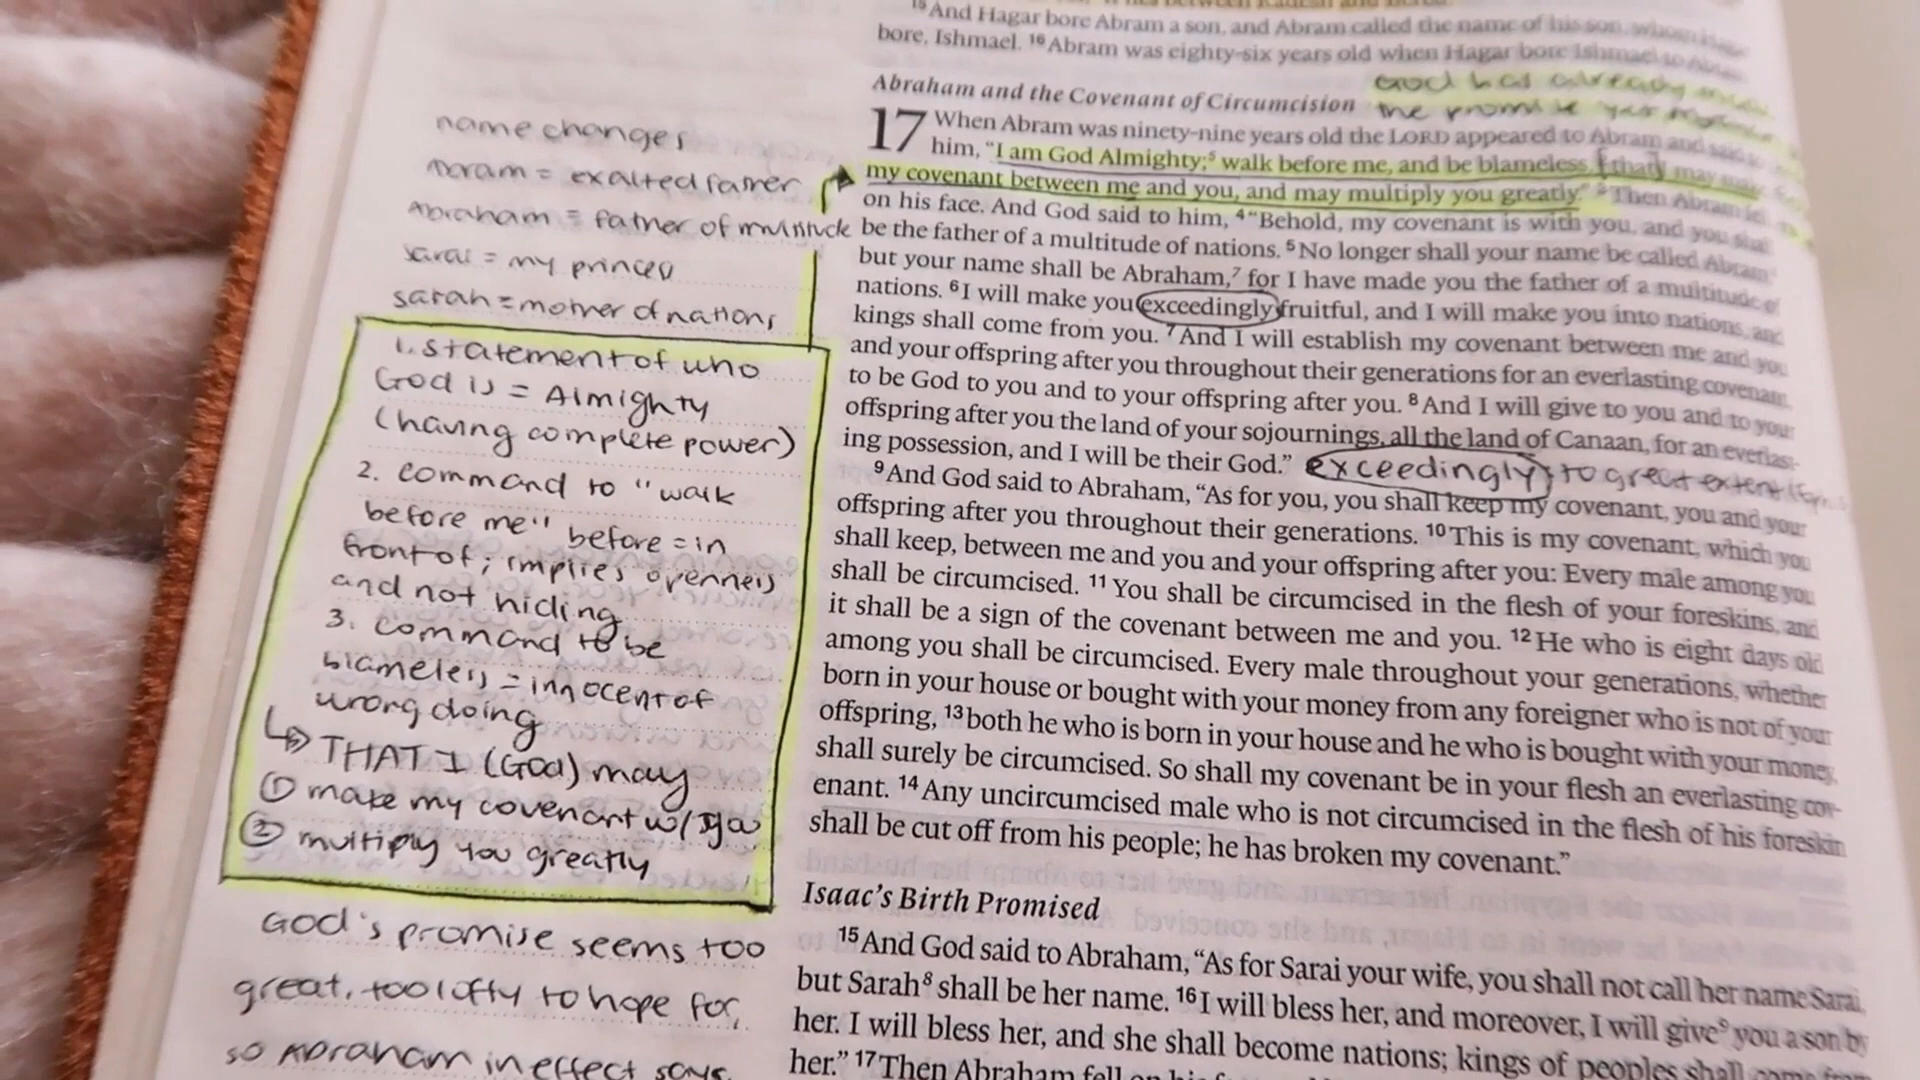 name changes
Abram = exalted father
Abraham = father of multitude
sarai = my princess
sarah = mother of nations
1. statement of who
God is = Almighty
(having complete power)
2. command to "walk
before me" before = in
front of; implies openness
and not hiding
3. command to be
blameless = innocent of
wrong doing
↳ THAT I (God) may
① make my covenant w/ you
② multiply you greatly
God's promise seems too
great, too lofty to hope for,
so Abraham in effect says,
15 And Hagar bore Abram a son, and Abram called the name of his son, whom Hagar
bore, Ishmael. 16 Abram was eighty-six years old when Hagar bore Ishmael to Abram.
God has already made
the promise
Abraham and the Covenant of Circumcision
17 When Abram was ninety-nine years old the LORD appeared to Abram and said to
him, "I am God Almighty;5 walk before me, and be blameless, that I may make
my covenant between me and you, and may multiply you greatly." 3 Then Abram fell
on his face. And God said to him, 4 "Behold, my covenant is with you, and you shall
be the father of a multitude of nations. 5 No longer shall your name be called Abram,
but your name shall be Abraham,7 for I have made you the father of a multitude of
nations. 6 I will make you exceedingly fruitful, and I will make you into nations, and
kings shall come from you. 7 And I will establish my covenant between me and you
and your offspring after you throughout their generations for an everlasting covenant,
to be God to you and to your offspring after you. 8 And I will give to you and to your
offspring after you the land of your sojournings, all the land of Canaan, for an everlast-
ing possession, and I will be their God."
exceedingly; to great extent
9 And God said to Abraham, "As for you, you shall keep my covenant, you and your
offspring after you throughout their generations. 10 This is my covenant, which you
shall keep, between me and you and your offspring after you: Every male among you
shall be circumcised. 11 You shall be circumcised in the flesh of your foreskins, and
it shall be a sign of the covenant between me and you. 12 He who is eight days old
among you shall be circumcised. Every male throughout your generations, whether
born in your house or bought with your money from any foreigner who is not of your
offspring, 13 both he who is born in your house and he who is bought with your money,
shall surely be circumcised. So shall my covenant be in your flesh an everlasting cov-
enant. 14 Any uncircumcised male who is not circumcised in the flesh of his foreskin
shall be cut off from his people; he has broken my covenant."
Isaac's Birth Promised
15 And God said to Abraham, "As for Sarai your wife, you shall not call her name Sarai,
but Sarah8 shall be her name. 16 I will bless her, and moreover, I will give9 you a son by
her. I will bless her, and she shall become nations; kings of peoples shall come from
her." 17 Then Abraham fell on his